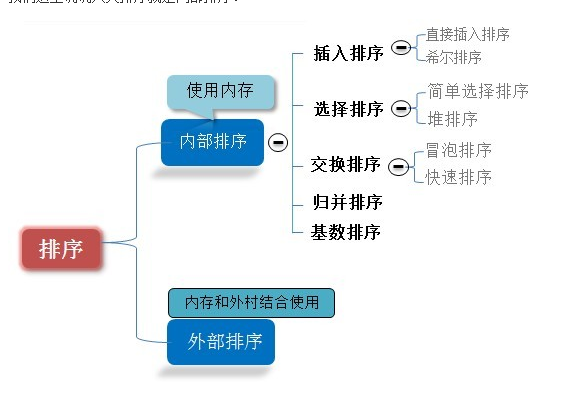 插入排序
直接插入排序
希尔排序
使用内存
选择排序
简单选择排序
堆排序
内部排序
交换排序
冒泡排序
快速排序
归并排序
基数排序
排序
内存和外村结合使用
外部排序